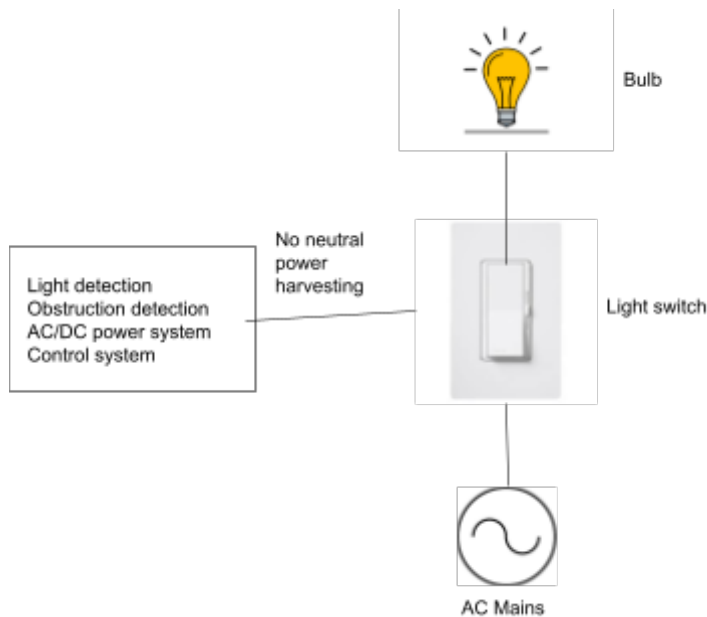 Bulb
No neutral
power
harvesting
Light detection
Obstruction detection
AC/DC power system
Control system
Light switch
AC Mains